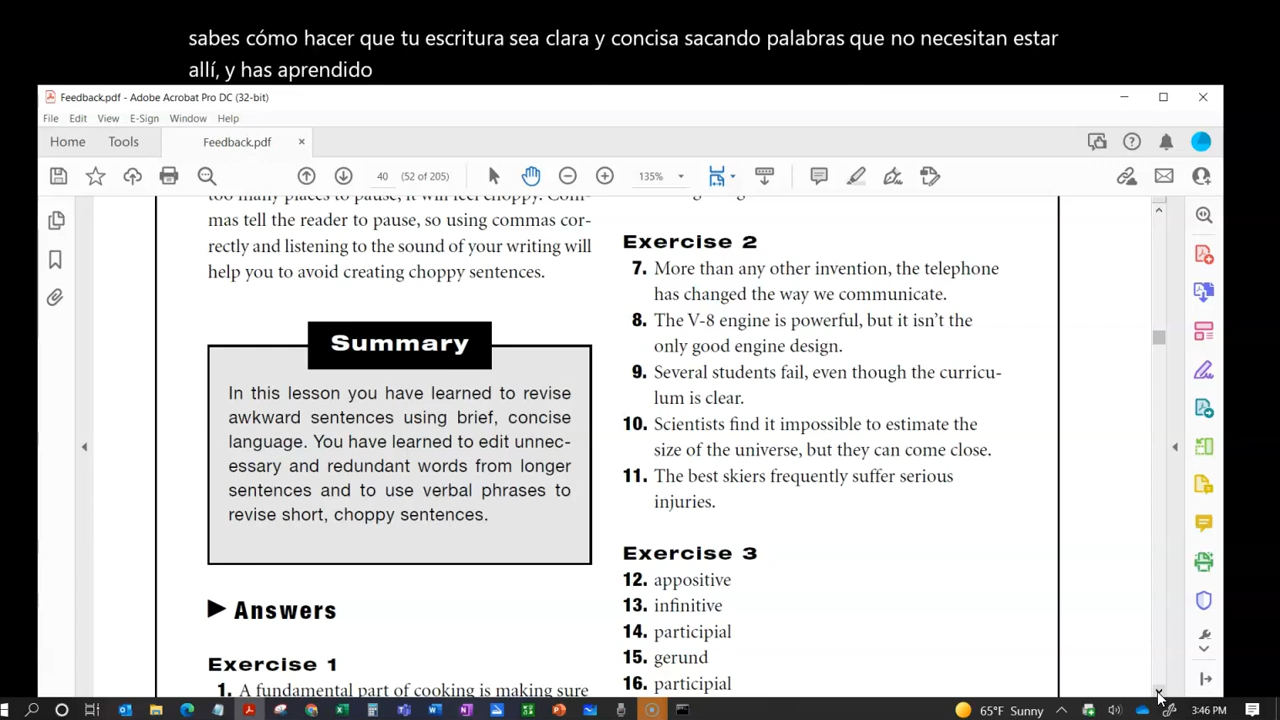 sabes cómo hacer que tu escritura sea clara y concisa sacando palabras que no necesitan estar
allí, y has aprendido
Feedback.pdf - Adobe Acrobat Pro DC (32-bit)
File Edit View E-Sign Window Help
Home Tools Feedback.pdf ×
40 (52 of 205) 135%
too many places to pause, it will feel choppy. Com-
mas tell the reader to pause, so using commas cor-
rectly and listening to the sound of your writing will
help you to avoid creating choppy sentences.
Summary
In this lesson you have learned to revise
awkward sentences using brief, concise
language. You have learned to edit unnec-
essary and redundant words from longer
sentences and to use verbal phrases to
revise short, choppy sentences.
Answers
Exercise 1
1. A fundamental part of cooking is making sure
Exercise 2
7. More than any other invention, the telephone
has changed the way we communicate.
8. The V-8 engine is powerful, but it isn't the
only good engine design.
9. Several students fail, even though the curricu-
lum is clear.
10. Scientists find it impossible to estimate the
size of the universe, but they can come close.
11. The best skiers frequently suffer serious
injuries.
Exercise 3
12. appositive
13. infinitive
14. participial
15. gerund
16. participial
65°F Sunny 3:46 PM